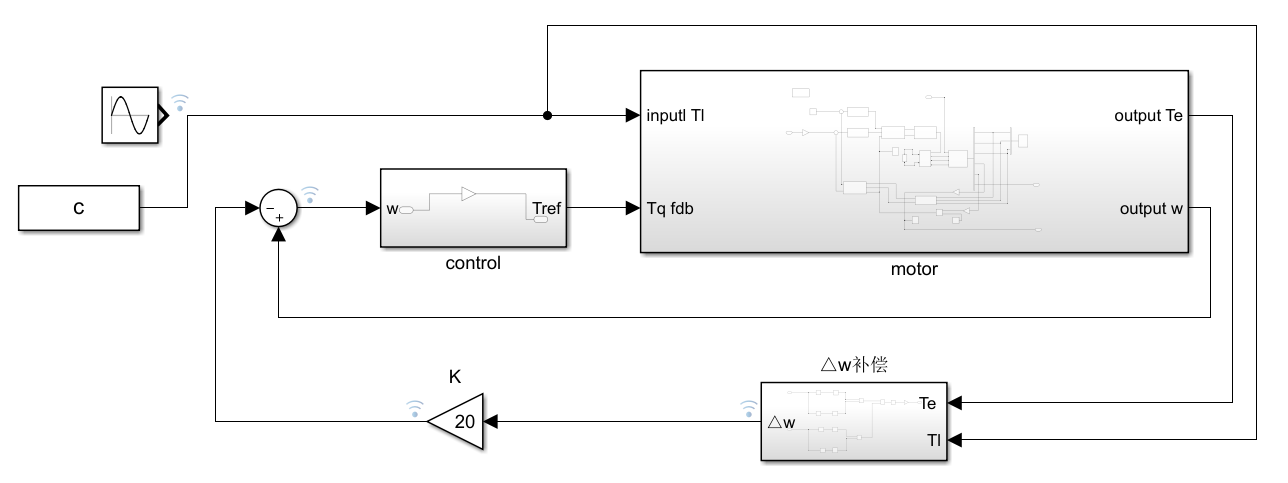 inputl Tl
output Te
c
−
+
w
Tref
Tq fdb
output w
control
motor
△w补偿
K
20
△w
Te
Tl